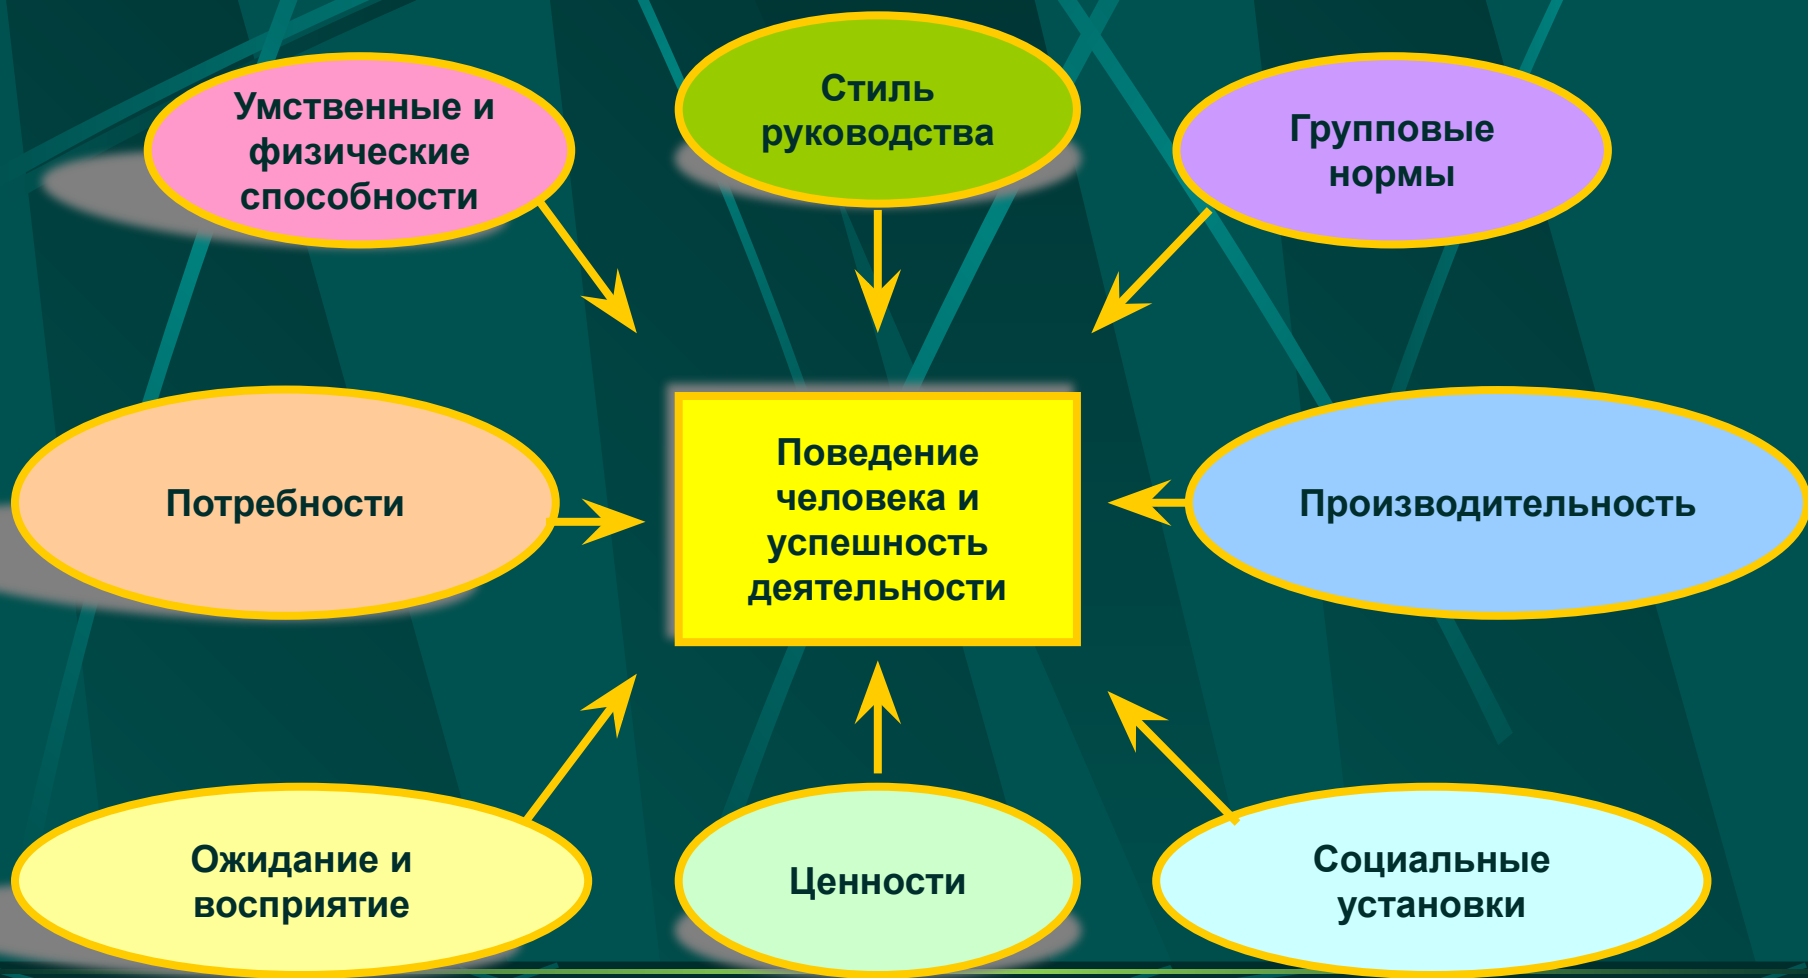 Умственные и
физические
способности
Стиль
руководства
Групповые
нормы
Потребности
Поведение
человека и
успешность
деятельности
Производительность
Ожидание и
восприятие
Ценности
Социальные
установки